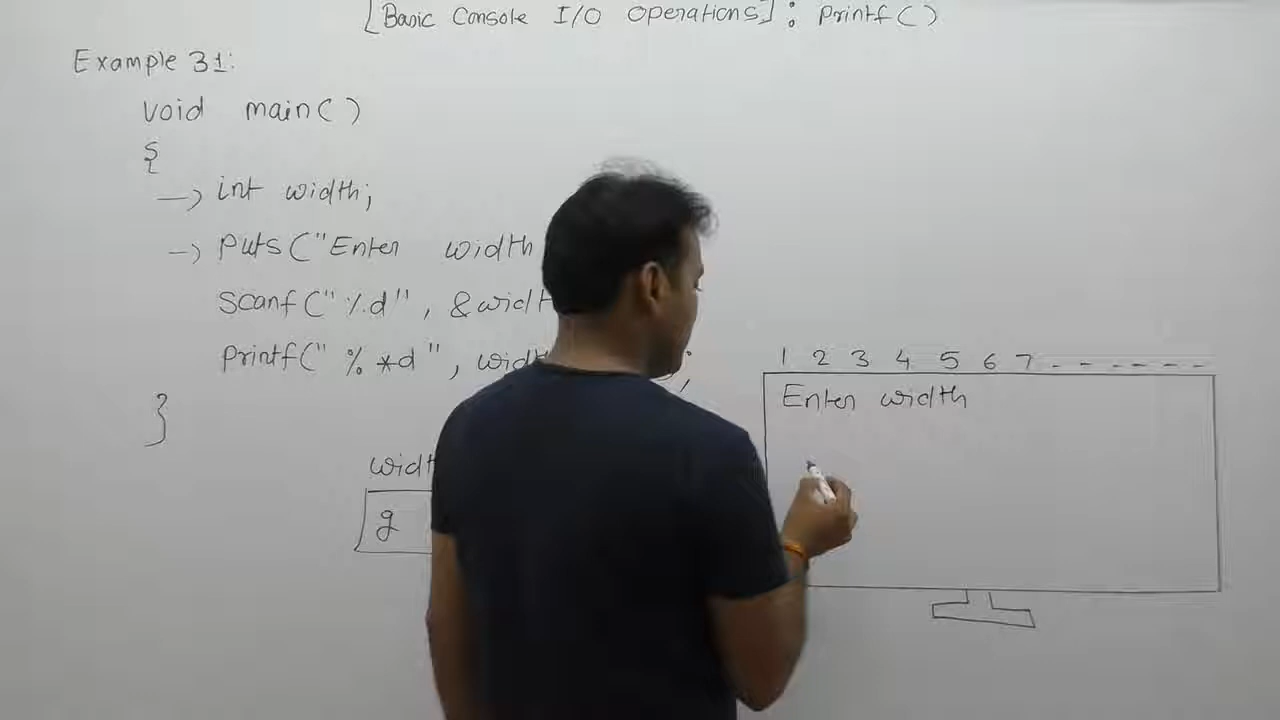 [Basic Console I/O Operations] : Printf()
Example 31:
void main()
{
→ int width;
→ puts("Enter width
scanf("%d", &widt
printf("%*d", widt ;
}
widt
g
1 2 3 4 5 6 7 - - - - - -
Enter width